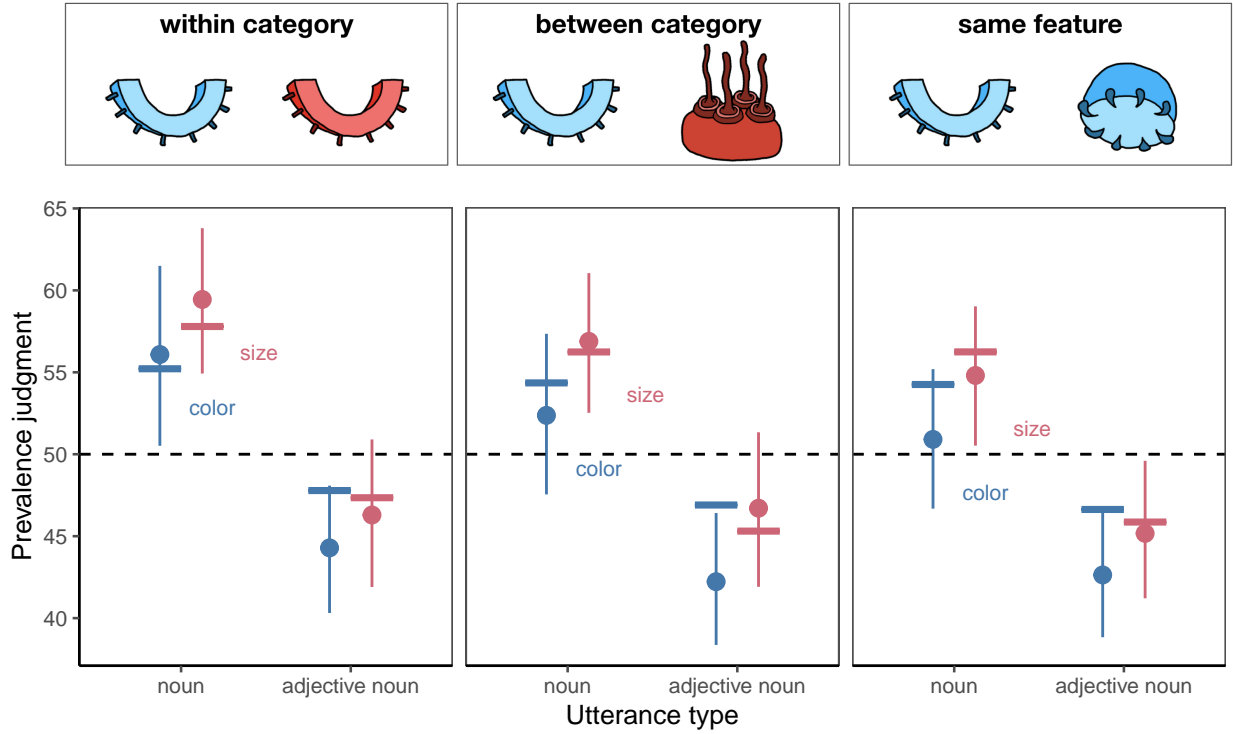 within category
between category
same feature
65
60
55
50
45
40
Prevalence judgment
size
color
size
color
size
color
noun
adjective noun
noun
adjective noun
noun
adjective noun
Utterance type